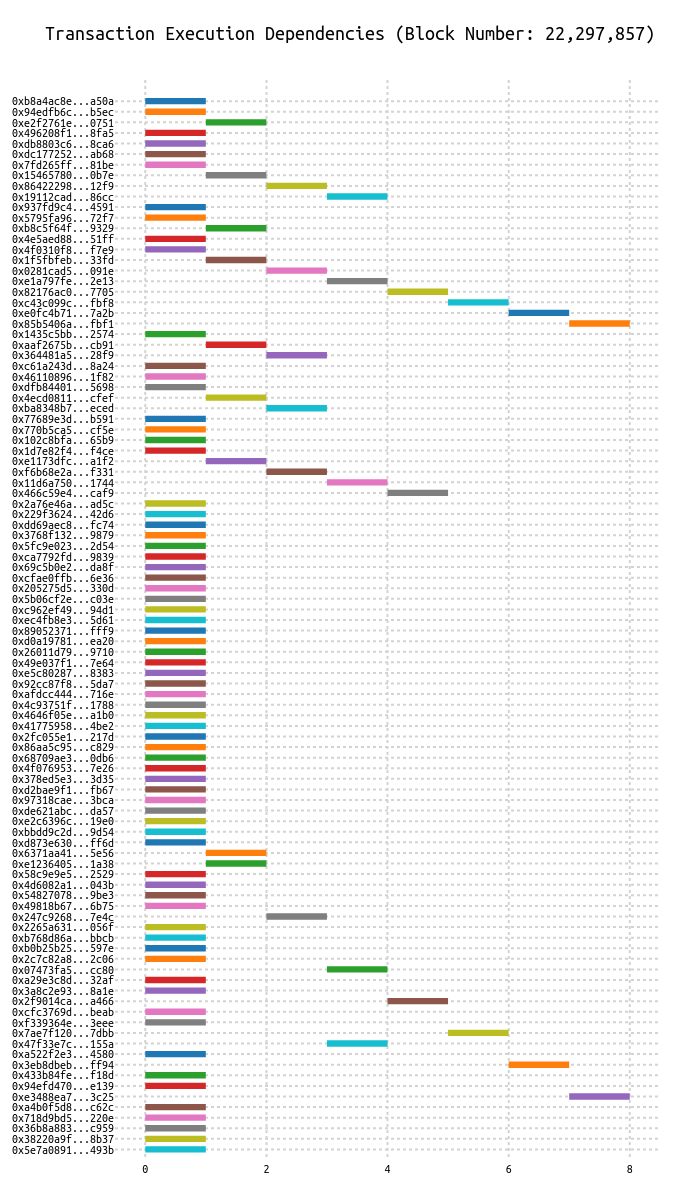 Transaction Execution Dependencies (Block Number: 22,297,857)
0xb8a4ac8e...a50a
0x94edfb6c...b5ec
0xe2f2761e...0751
0x496208f1...8fa5
0xdb8803c6...8ca6
0xdc177252...ab68
0x7fd265ff...81be
0x15465780...0b7e
0x86422298...12f9
0x19112cad...86cc
0x937fd9c4...4591
0x5795fa96...72f7
0xb8c5f64f...9329
0x4e5aed88...51ff
0x4f0310f8...f7e9
0x1f5fbfeb...33fd
0x0281cad5...091e
0xe1a797fe...2e13
0x82176ac0...7705
0xc43c099c...fbf8
0xe0fc4b71...7a2b
0x85b5406a...fbf1
0x1435c5bb...2574
0xaaf2675b...cb91
0x364481a5...28f9
0xc61a243d...8a24
0x46110896...1f82
0xdfb84401...5698
0x4ecd0811...cfef
0xba8348b7...eced
0x77689e3d...b591
0x770b5ca5...cf5e
0x102c8bfa...65b9
0x1d7e82f4...f4ce
0xe1173dfc...a1f2
0xf6b68e2a...f331
0x11d6a750...1744
0x466c59e4...caf9
0x2a76e46a...ad5c
0x229f3624...42d6
0xdd69aec8...fc74
0x3768f132...9879
0x5fc9e023...2d54
0xca7792fd...9839
0x69c5b0e2...da8f
0xcfae0ffb...6e36
0x205275d5...330d
0x5b06cf2e...c03e
0xc962ef49...94d1
0xec4fb8e3...5d61
0x89052371...fff9
0xd0a19781...ea20
0x26011d79...9710
0x49e037f1...7e64
0xe5c80287...8383
0x92cc87f8...5da7
0xafdcc444...716e
0x4c93751f...1788
0x4646f05e...a1b0
0x41775958...4be2
0x2fc055e1...217d
0x86aa5c95...c829
0x68709ae3...0db6
0x4f076953...7e26
0x378ed5e3...3d35
0xd2bae9f1...fb67
0x97318cae...3bca
0xde621abc...da57
0xe2c6396c...19e0
0xbbdd9c2d...9d54
0xd873e630...ff6d
0x6371aa41...5e56
0xe1236405...1a38
0x58c9e9e5...2529
0x4d6082a1...043b
0x54827078...9be3
0x49818b67...6b75
0x247c9268...7e4c
0x2265a631...056f
0xb768d86a...bbcb
0xb0b25b25...597e
0x2c7c82a8...2c06
0x07473fa5...cc80
0xa29e3c8d...32af
0x3a8c2e93...8a1e
0x2f9014ca...a466
0xcfc3769d...beab
0xf339364e...3eee
0x7ae7f120...7dbb
0x47f33e7c...155a
0xa522f2e3...4580
0x3eb8dbeb...ff94
0x433b84fe...f18d
0x94efd470...e139
0xe3488ea7...3c25
0xa4b0f5d8...c62c
0x718d9bd5...220e
0x36b8a883...c959
0x38220a9f...8b37
0x5e7a0891...493b
0 2 4 6 8